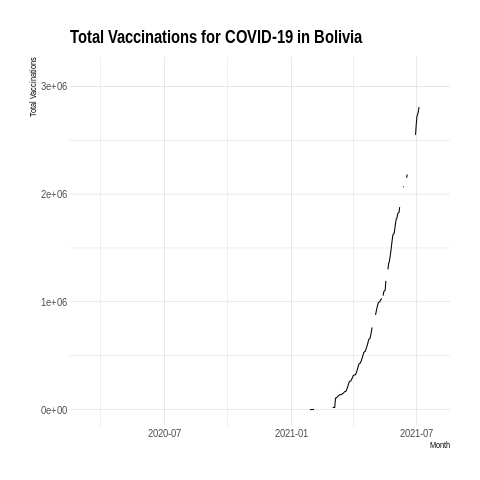 Total Vaccinations for COVID-19 in Bolivia
Total Vaccinations
3e+06
2e+06
1e+06
0e+00
2020-07
2021-01
2021-07
Month